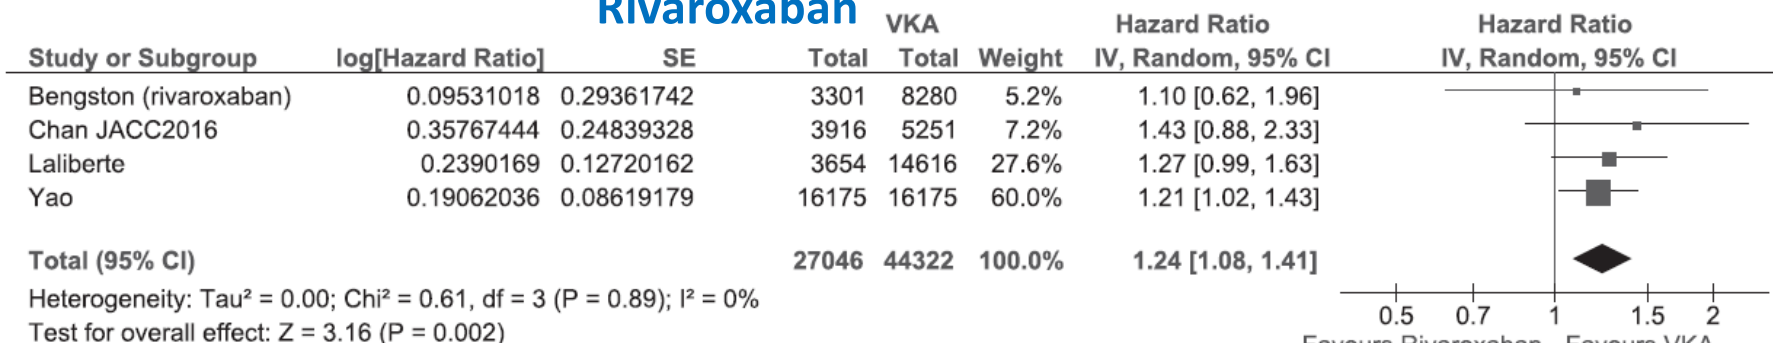 Rivaroxaban
VKA Hazard Ratio Hazard Ratio
Study or Subgroup log[Hazard Ratio] SE Total Total Weight IV, Random, 95% CI IV, Random, 95% CI
Bengston (rivaroxaban) 0.09531018 0.29361742 3301 8280 5.2% 1.10 [0.62, 1.96]
Chan JACC2016 0.35767444 0.24839328 3916 5251 7.2% 1.43 [0.88, 2.33]
Laliberte 0.2390169 0.12720162 3654 14616 27.6% 1.27 [0.99, 1.63]
Yao 0.19062036 0.08619179 16175 16175 60.0% 1.21 [1.02, 1.43]
Total (95% CI) 27046 44322 100.0% 1.24 [1.08, 1.41]
Heterogeneity: Tau² = 0.00; Chi² = 0.61, df = 3 (P = 0.89); I² = 0%
Test for overall effect: Z = 3.16 (P = 0.002)
0.5 0.7 1 1.5 2
Favours Rivaroxaban Favours VKA